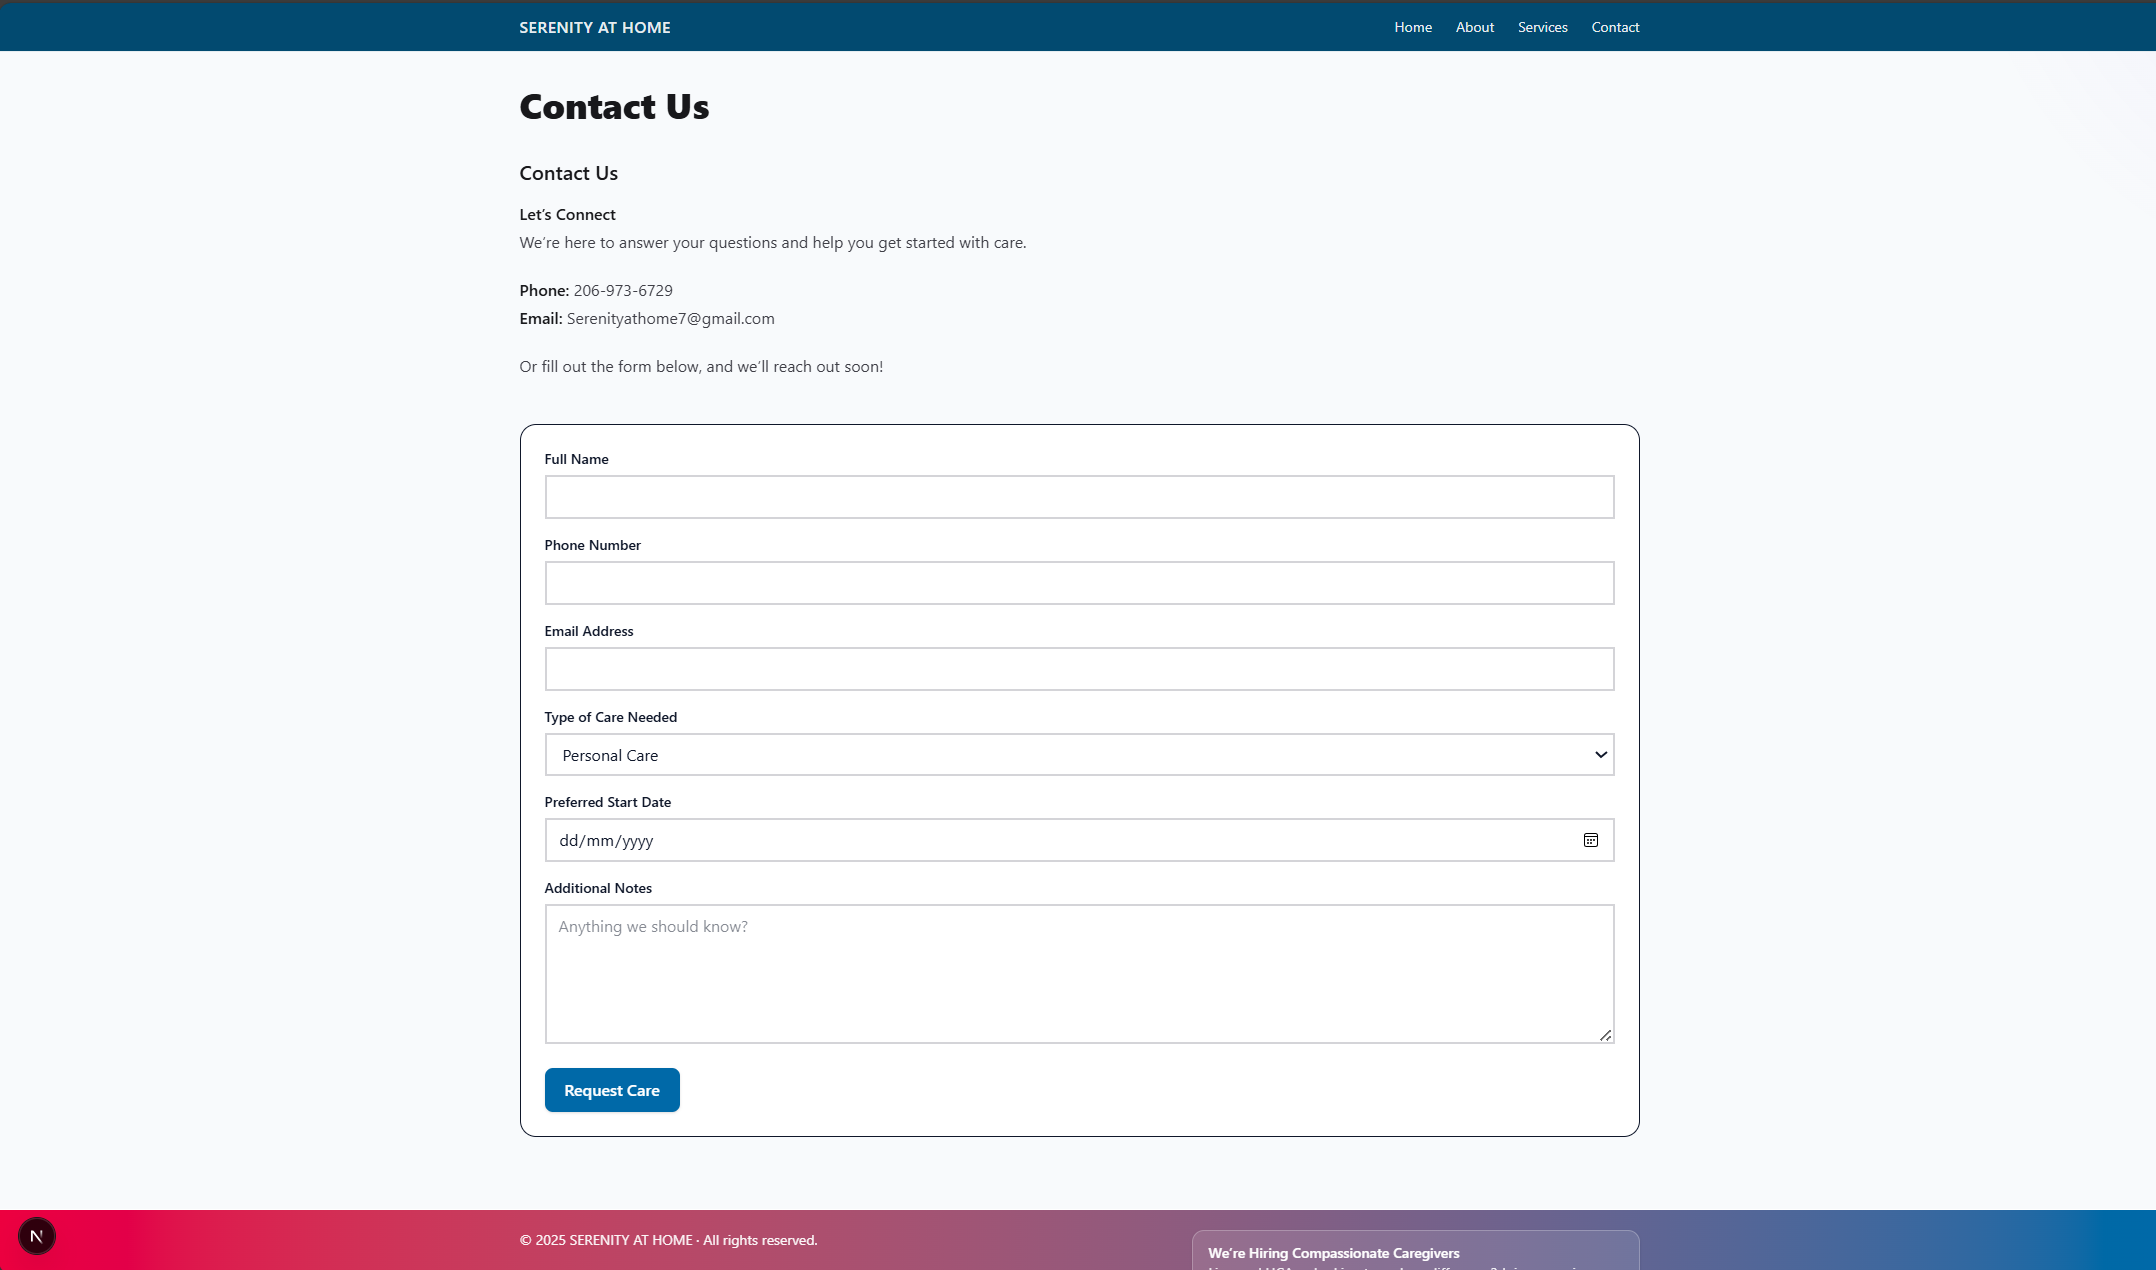 SERENITY AT HOME
Home About Services Contact
Contact Us
Contact Us
Let’s Connect
We’re here to answer your questions and help you get started with care.
Phone: 206-973-6729
Email: Serenityathome7@gmail.com
Or fill out the form below, and we’ll reach out soon!
Full Name
Phone Number
Email Address
Type of Care Needed
Personal Care
Preferred Start Date
dd/mm/yyyy
Additional Notes
Anything we should know?
Request Care
N
© 2025 SERENITY AT HOME · All rights reserved.
We’re Hiring Compassionate Caregivers